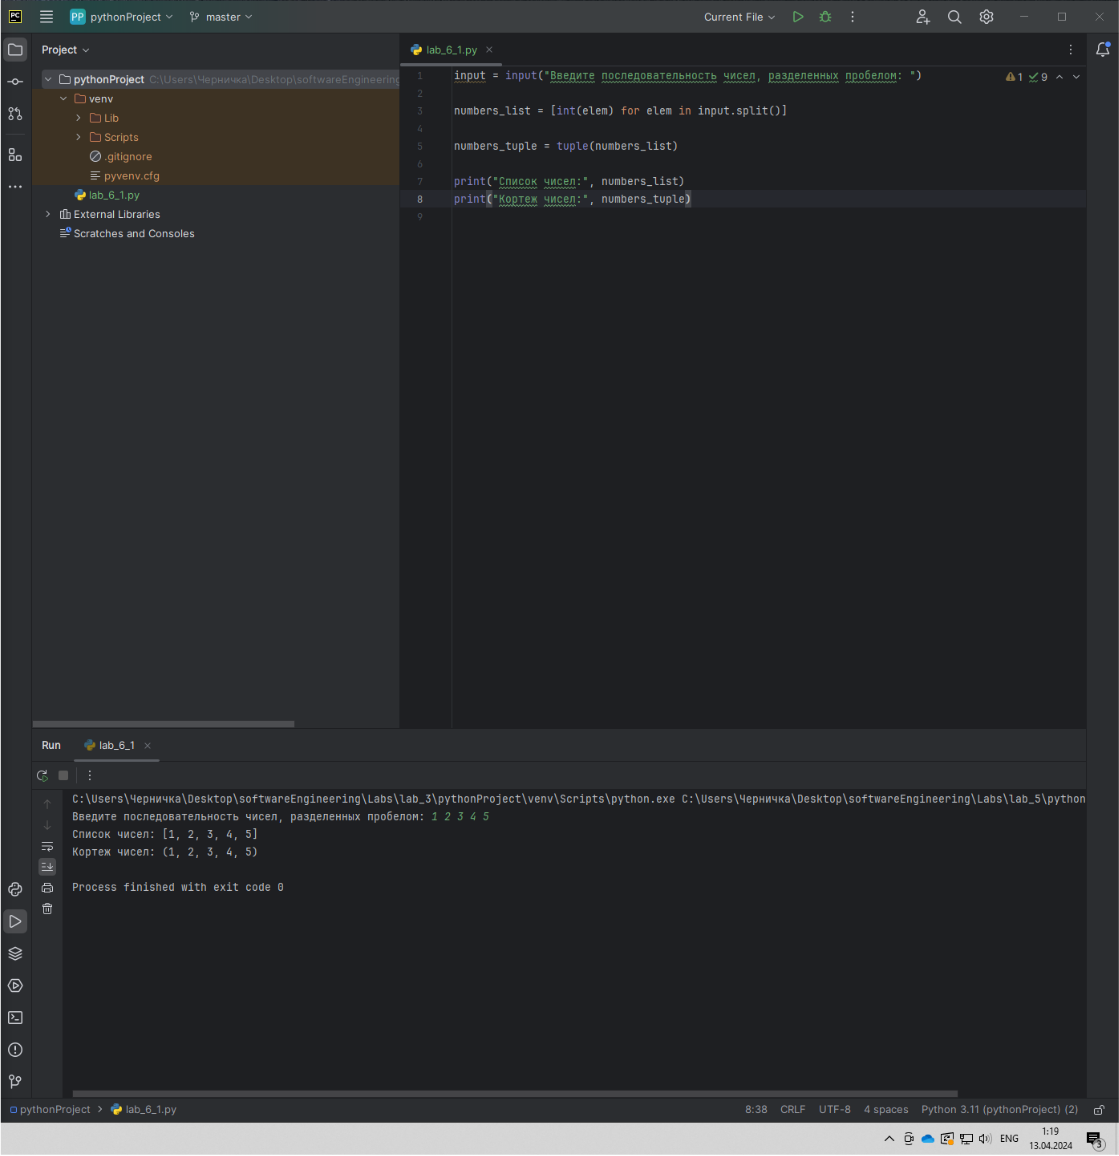 PC PP pythonProject master Current File
Project
lab_6_1.py
pythonProject C:\Users\Черничка\Desktop\softwareEngineering
venv
Lib
Scripts
.gitignore
pyvenv.cfg
lab_6_1.py
External Libraries
Scratches and Consoles
1 input = input("Введите последовательность чисел, разделенных пробелом: ") 1 9
2
3 numbers_list = [int(elem) for elem in input.split()]
4
5 numbers_tuple = tuple(numbers_list)
6
7 print("Список чисел:", numbers_list)
8 print("Кортеж чисел:", numbers_tuple)
9
Run lab_6_1
C:\Users\Черничка\Desktop\softwareEngineering\Labs\lab_3\pythonProject\venv\Scripts\python.exe C:\Users\Черничка\Desktop\softwareEngineering\Labs\lab_5\python
Введите последовательность чисел, разделенных пробелом: 1 2 3 4 5
Список чисел: [1, 2, 3, 4, 5]
Кортеж чисел: (1, 2, 3, 4, 5)
Process finished with exit code 0
pythonProject > lab_6_1.py 8:38 CRLF UTF-8 4 spaces Python 3.11 (pythonProject) (2)
ENG 1:19
13.04.2024 3